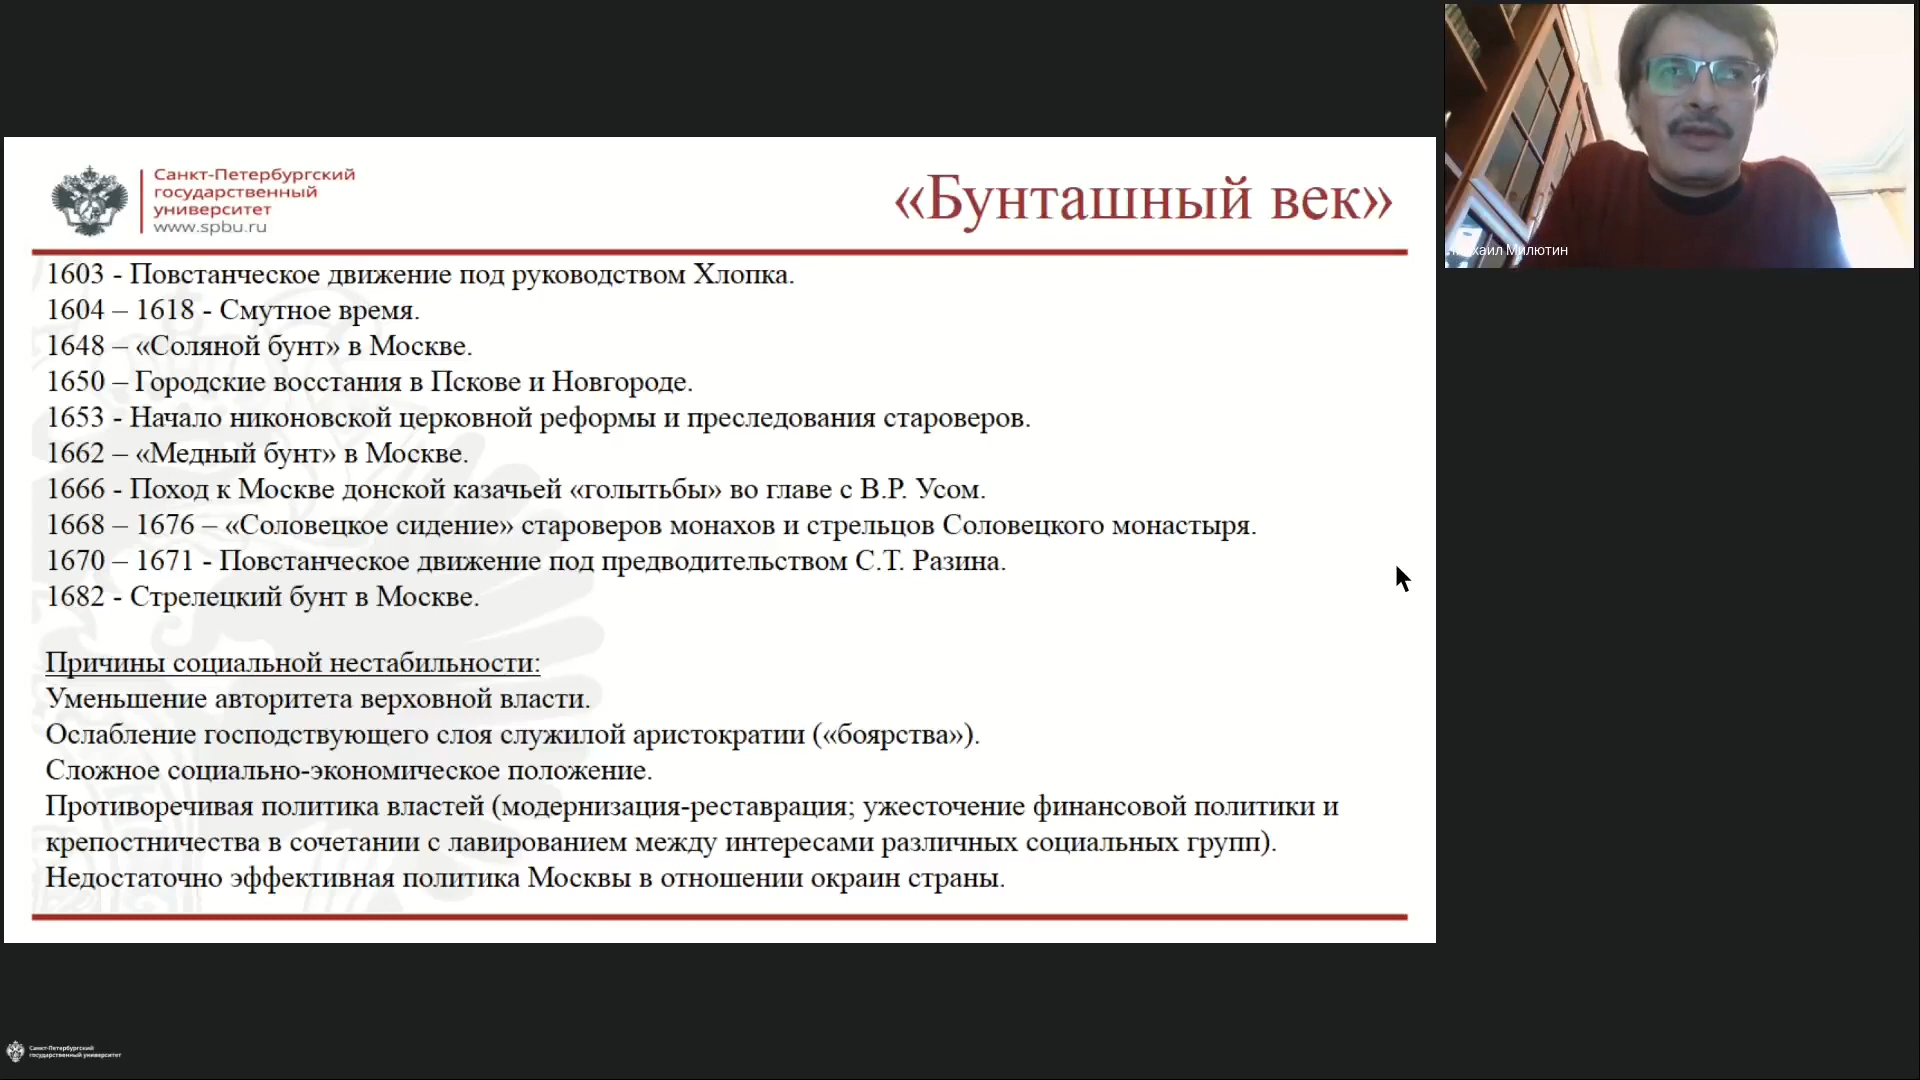 Санкт-Петербургский
государственный
университет
www.spbu.ru
«Бунташный век»
1603 - Повстанческое движение под руководством Хлопка.
1604 – 1618 - Смутное время.
1648 – «Соляной бунт» в Москве.
1650 – Городские восстания в Пскове и Новгороде.
1653 - Начало никоновской церковной реформы и преследования староверов.
1662 – «Медный бунт» в Москве.
1666 - Поход к Москве донской казачьей «голытьбы» во главе с В.Р. Усом.
1668 – 1676 – «Соловецкое сидение» староверов монахов и стрельцов Соловецкого монастыря.
1670 – 1671 - Повстанческое движение под предводительством С.Т. Разина.
1682 - Стрелецкий бунт в Москве.
Причины социальной нестабильности:
Уменьшение авторитета верховной власти.
Ослабление господствующего слоя служилой аристократии («боярства»).
Сложное социально-экономическое положение.
Противоречивая политика властей (модернизация-реставрация; ужесточение финансовой политики и
крепостничества в сочетании с лавированием между интересами различных социальных групп).
Недостаточно эффективная политика Москвы в отношении окраин страны.
Милютин
Санкт-Петербургский
государственный университет